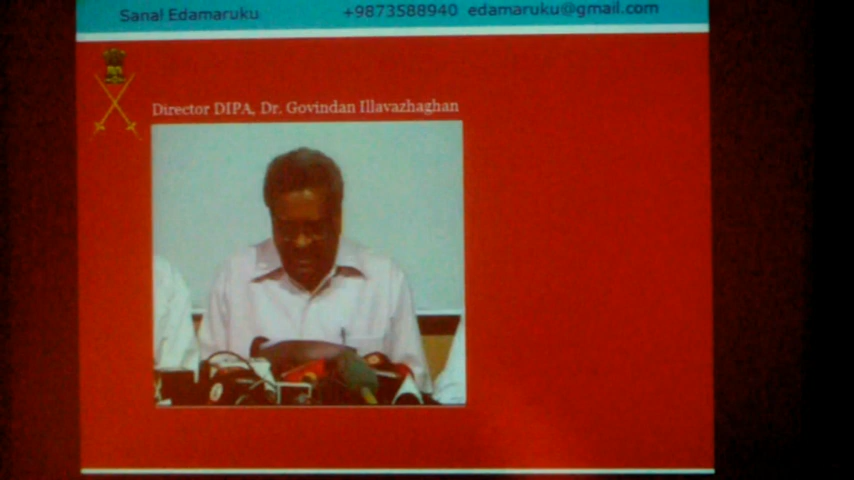 Sanal Edamaruku +9873588940 edamaruku@gmail.com
Director DIPA, Dr. Govindan Illavazhaghan